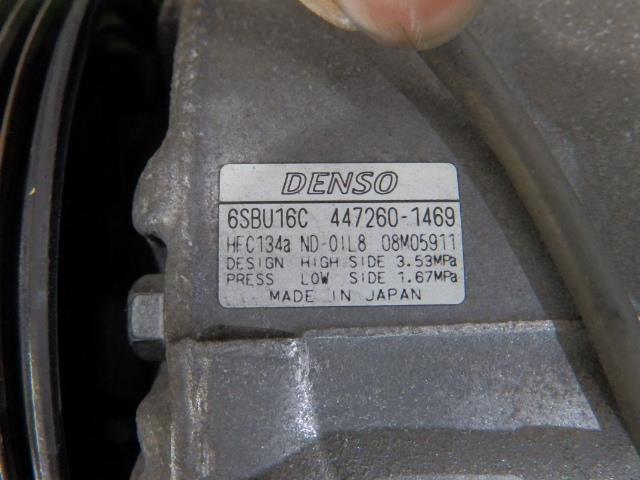 DENSO
6SBU16C 447260-1469
HFC134a ND-OIL8 08M05911
DESIGN HIGH SIDE 3.53MPa
PRESS LOW SIDE 1.67MPa
MADE IN JAPAN